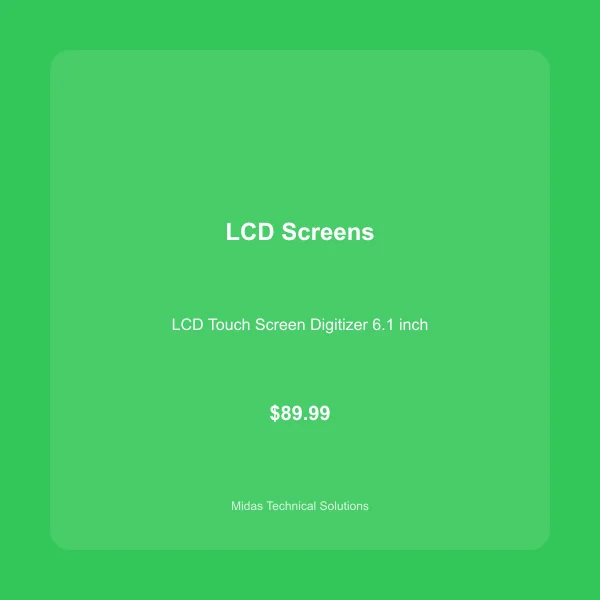 LCD Screens
LCD Touch Screen Digitizer 6.1 inch
$89.99
Midas Technical Solutions